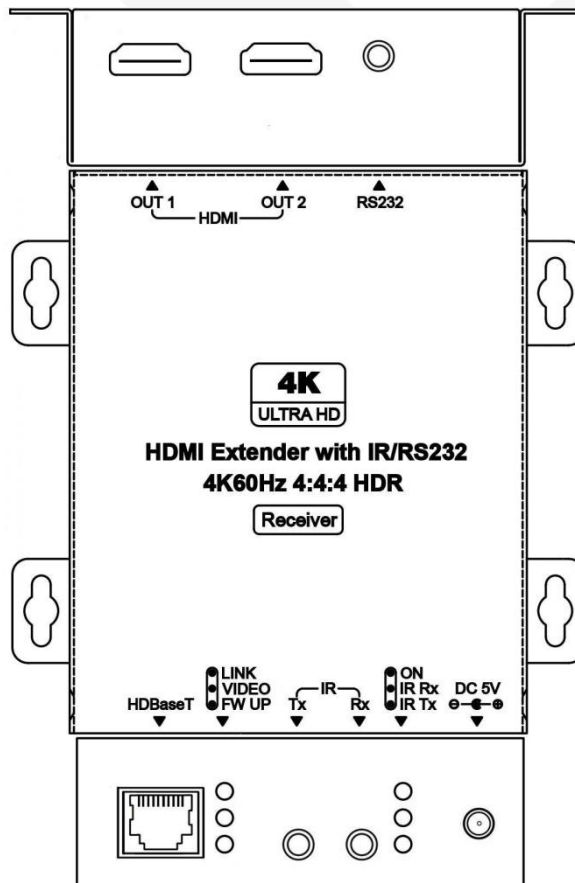 OUT 1
OUT 2
RS232
HDMI
4K
ULTRA HD
HDMI Extender with IR/RS232
4K60Hz 4:4:4 HDR
Receiver
LINK
VIDEO
FW UP
HDBaseT
IR
Tx
Rx
ON
IR Rx
IR Tx
DC 5V